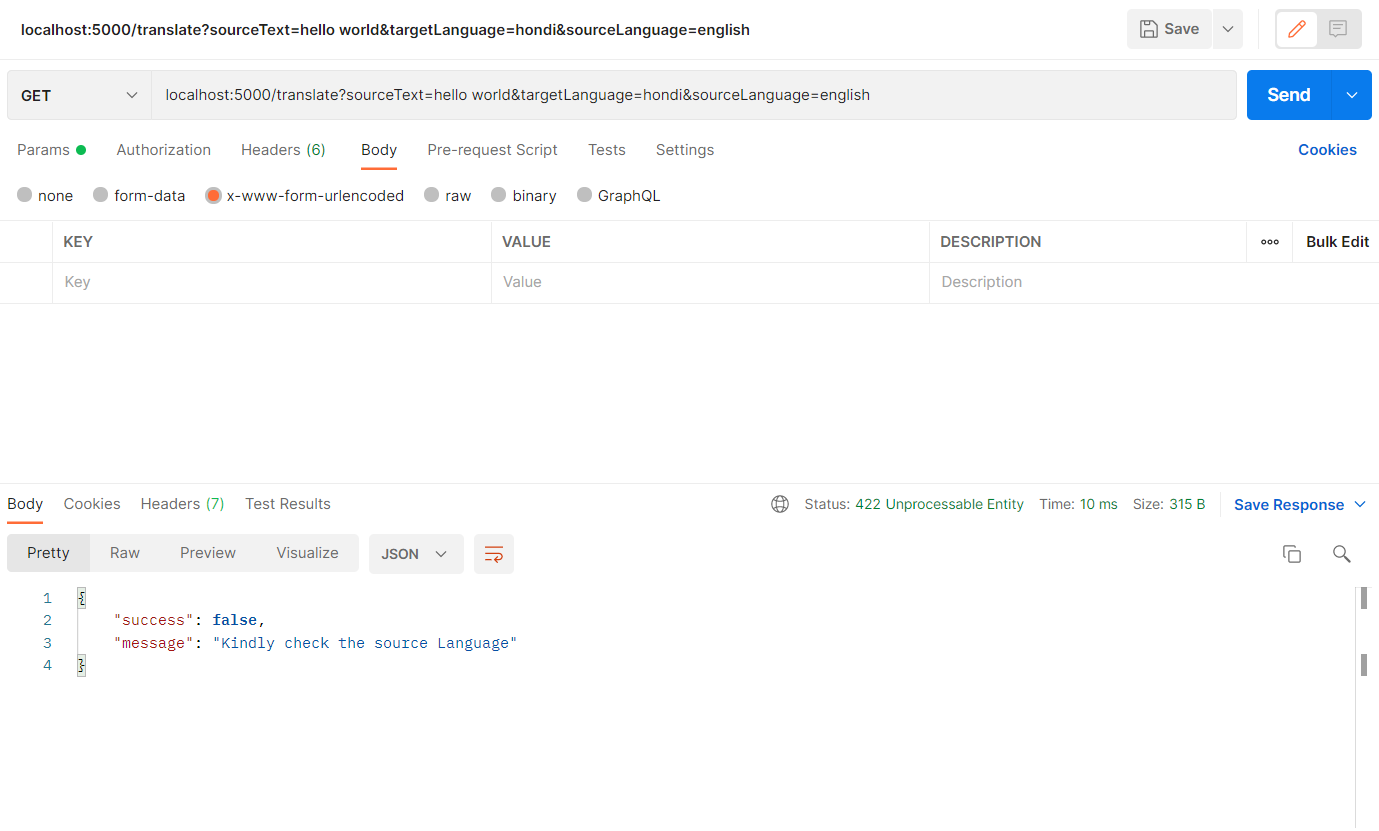 localhost:5000/translate?sourceText=hello world&targetLanguage=hondi&sourceLanguage=english
Save
GET
localhost:5000/translate?sourceText=hello world&targetLanguage=hondi&sourceLanguage=english
Send
Params
Authorization
Headers (6)
Body
Pre-request Script
Tests
Settings
Cookies
none
form-data
x-www-form-urlencoded
raw
binary
GraphQL
KEY
VALUE
DESCRIPTION
Bulk Edit
Key
Value
Description
Body
Cookies
Headers (7)
Test Results
Status: 422 Unprocessable Entity
Time: 10 ms
Size: 315 B
Save Response
Pretty
Raw
Preview
Visualize
JSON
1 {
2 "success": false,
3 "message": "Kindly check the source Language"
4 }